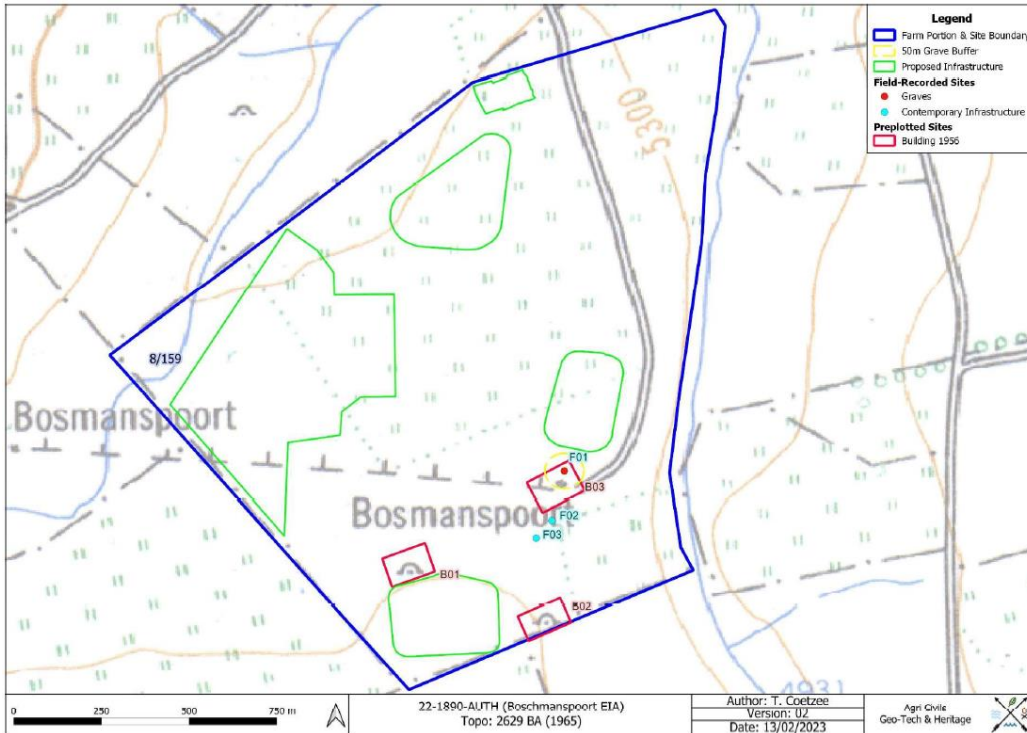 Legend
Farm Portion & Site Boundary
50m Grave Buffer
Proposed Infrastructure
Field-Recorded Sites
Graves
Contemporary Infrastructure
Preplotted Sites
Building 1956
5300
8/159
Bosmanspoort
F01
B03
Bosmanspoort
F02
F03
B01
B02
4931
0 250 500 750 m
22-1890-AUTH (Boschmanspoort EIA)
Topo: 2629 BA (1965)
Author: T. Coetzee
Version: 02
Date: 13/02/2023
Agri Civils
Geo-Tech & Heritage